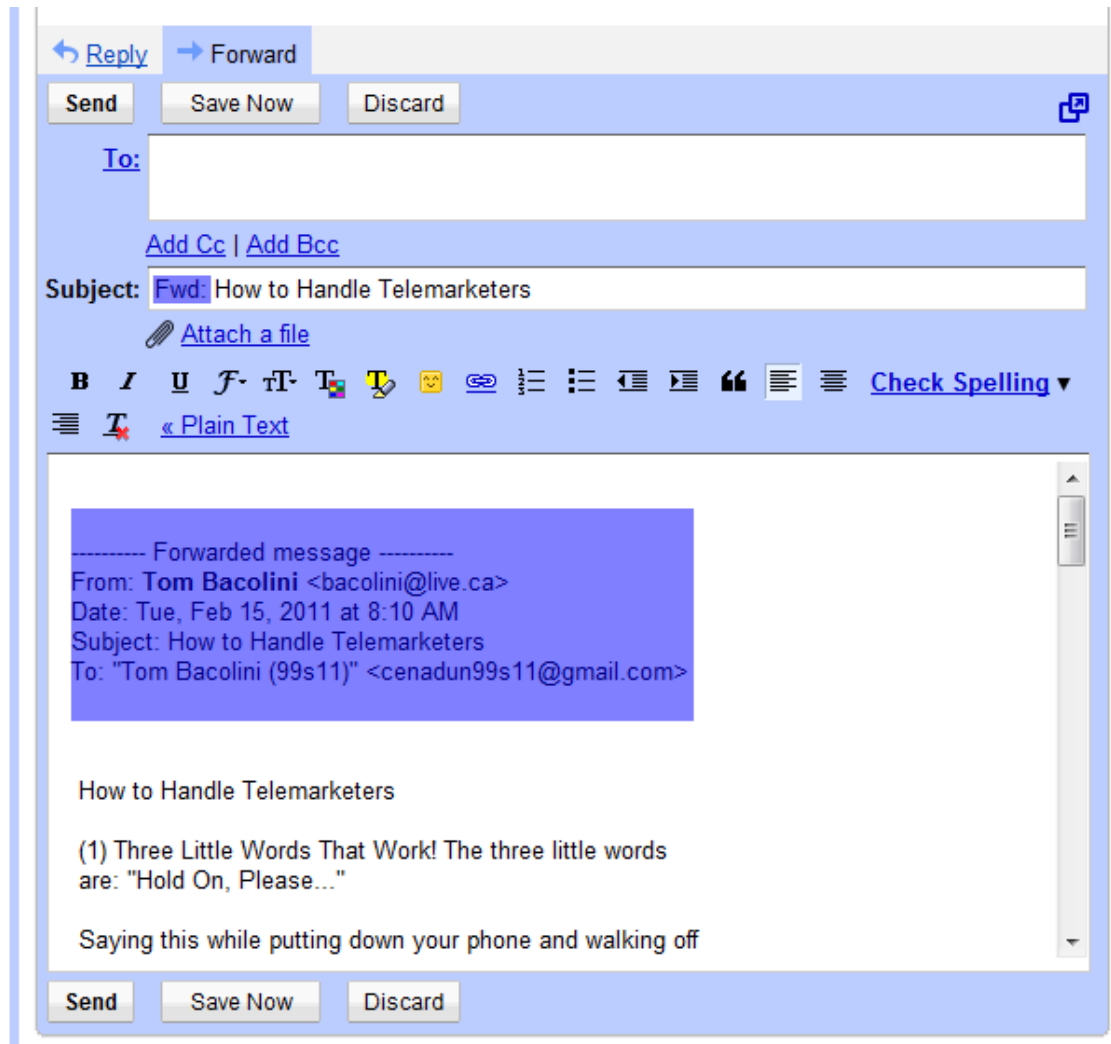 Reply Forward
Send Save Now Discard
To:
Add Cc | Add Bcc
Subject: Fwd: How to Handle Telemarketers
Attach a file
B I U F TT T T Check Spelling ▼
T « Plain Text
---------- Forwarded message ----------
From: Tom Bacolini <bacolini@live.ca>
Date: Tue, Feb 15, 2011 at 8:10 AM
Subject: How to Handle Telemarketers
To: "Tom Bacolini (99s11)" <cenadun99s11@gmail.com>
How to Handle Telemarketers
(1) Three Little Words That Work! The three little words
are: "Hold On, Please..."
Saying this while putting down your phone and walking off
Send Save Now Discard